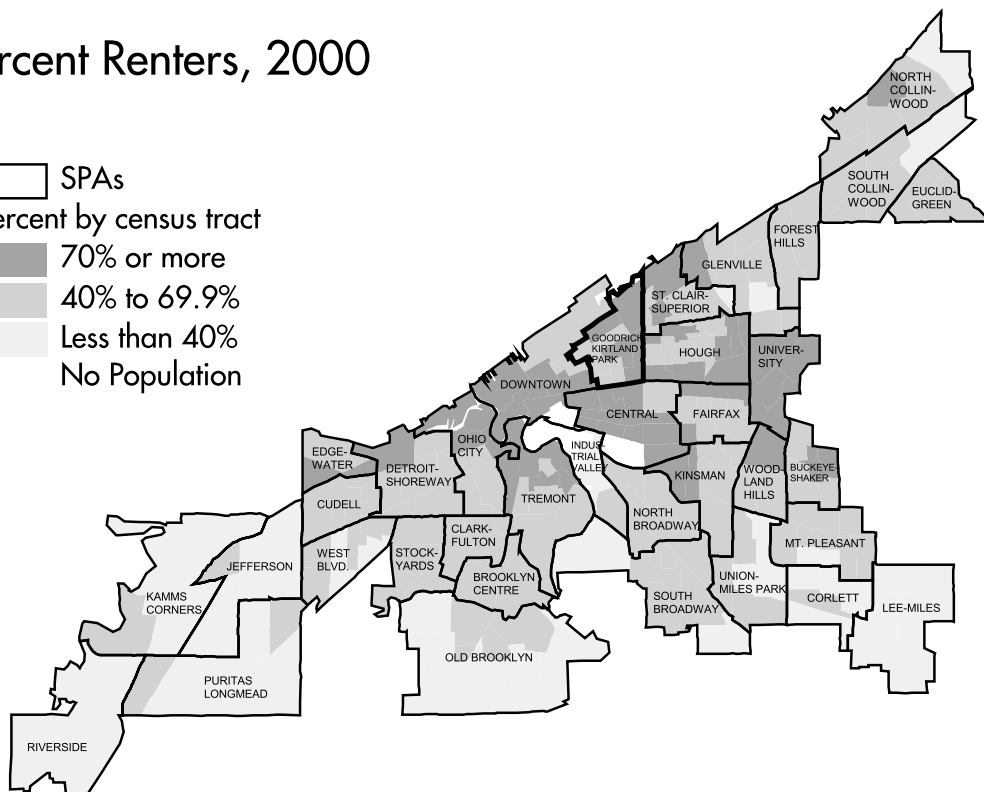 rcent Renters, 2000
SPAs
ercent by census tract
70% or more
40% to 69.9%
Less than 40%
No Population
NORTH
COLLIN-
WOOD
SOUTH
COLLIN-
WOOD
EUCLID-
GREEN
FOREST
HILLS
GLENVILLE
ST. CLAIR-
SUPERIOR
GOODRICH
KIRTLAND
PARK
HOUGH
UNIVER-
SITY
DOWNTOWN
CENTRAL
FAIRFAX
OHIO
CITY
INDUS-
TRIAL
VALLEY
EDGE-
WATER
DETROIT-
SHOREWAY
KINSMAN
WOOD-
LAND
HILLS
BUCKEYE-
SHAKER
CUDELL
TREMONT
NORTH
BROADWAY
CLARK-
FULTON
MT. PLEASANT
WEST
BLVD.
STOCK-
YARDS
JEFFERSON
BROOKLYN
CENTRE
UNION-
MILES PARK
KAMMS
CORNERS
SOUTH
BROADWAY
CORLETT
LEE-MILES
OLD BROOKLYN
PURITAS
LONGMEAD
RIVERSIDE